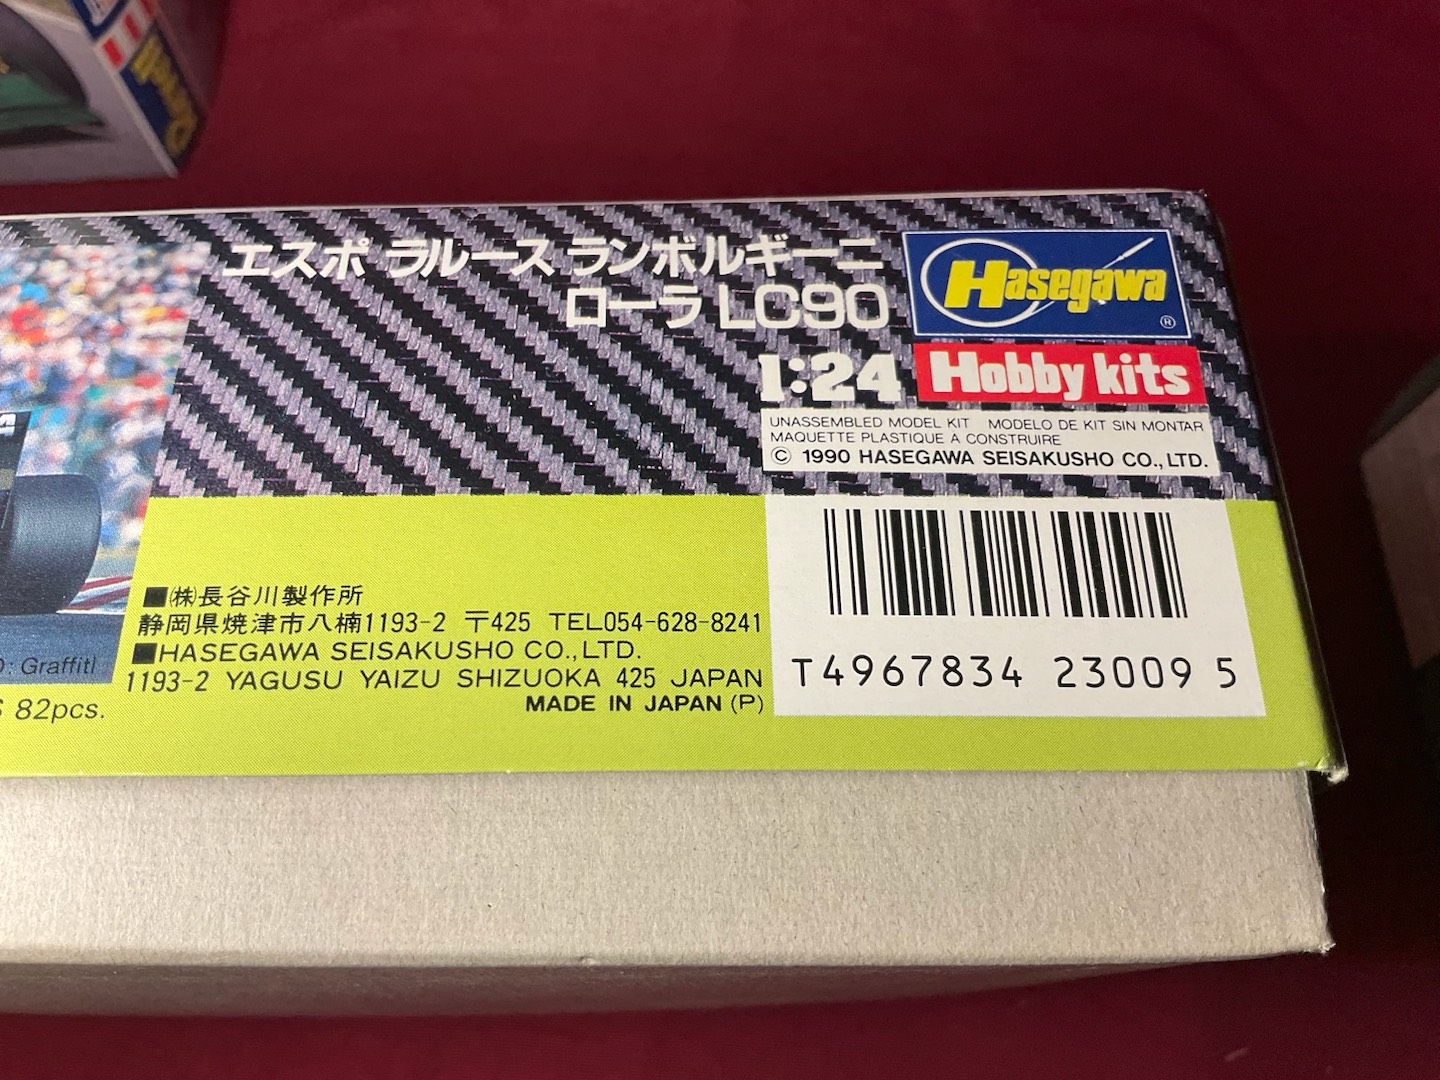 Revell
エスポ ラルース ランボルギーニ
ローラ LC90
Hasegawa
®
1:24
Hobby kits
UNASSEMBLED MODEL KIT MODELO DE KIT SIN MONTAR
MAQUETTE PLASTIQUE A CONSTRUIRE
© 1990 HASEGAWA SEISAKUSHO CO., LTD.
■㈱長谷川製作所
静岡県焼津市八楠1193-2 〒425 TEL054-628-8241
■HASEGAWA SEISAKUSHO CO., LTD.
1193-2 YAGUSU YAIZU SHIZUOKA 425 JAPAN
MADE IN JAPAN (P)
: Graffiti
82pcs.
T4967834 23009 5